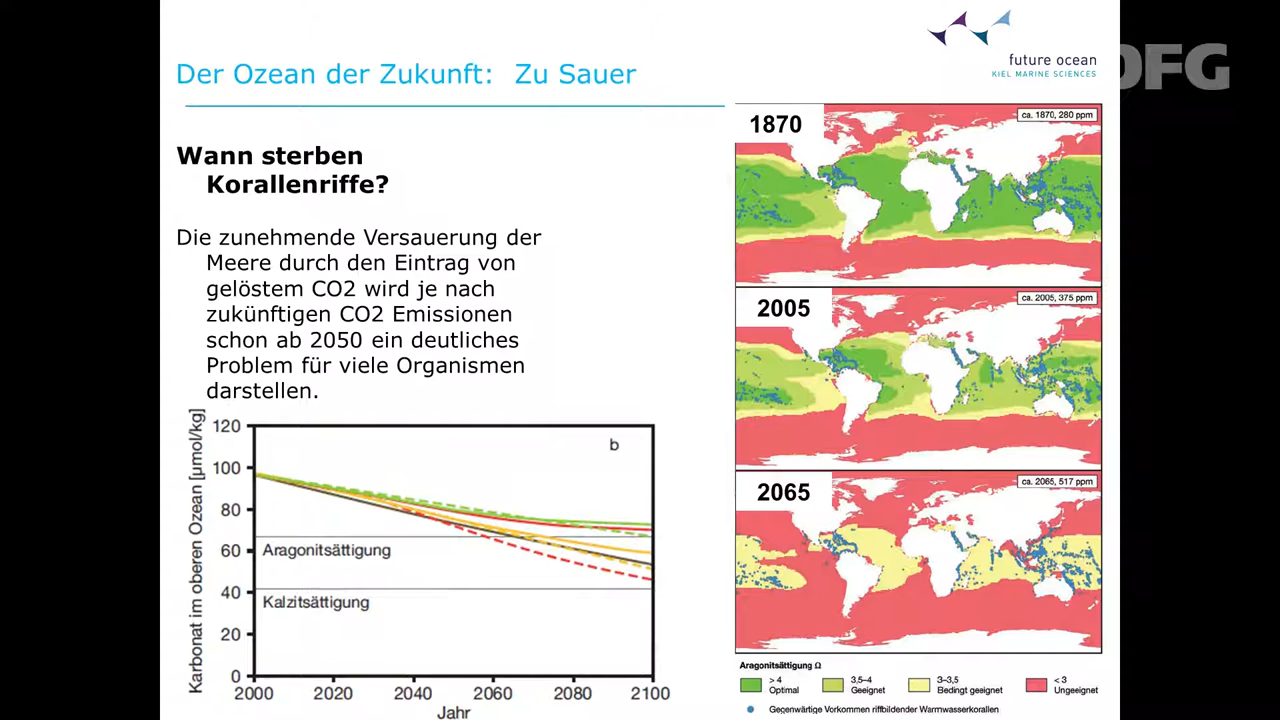 Der Ozean der Zukunft: Zu Sauer
future ocean
KIEL MARINE SCIENCES
DFG
Wann sterben
Korallenriffe?
Die zunehmende Versauerung der
Meere durch den Eintrag von
gelöstem CO2 wird je nach
zukünftigen CO2 Emissionen
schon ab 2050 ein deutliches
Problem für viele Organismen
darstellen.
Karbonat im oberen Ozean [µmol/kg]
120
100
80
60
40
20
0
b
Aragonitsättigung
Kalzitsättigung
2000 2020 2040 2060 2080 2100
Jahr
1870
ca. 1870, 280 ppm
2005
ca. 2005, 375 ppm
2065
ca. 2065, 517 ppm
Aragonitsättigung Ω
> 4
Optimal
3,5–4
Geeignet
3–3,5
Bedingt geeignet
< 3
Ungeeignet
Gegenwärtige Vorkommen riffbildender Warmwasserkorallen